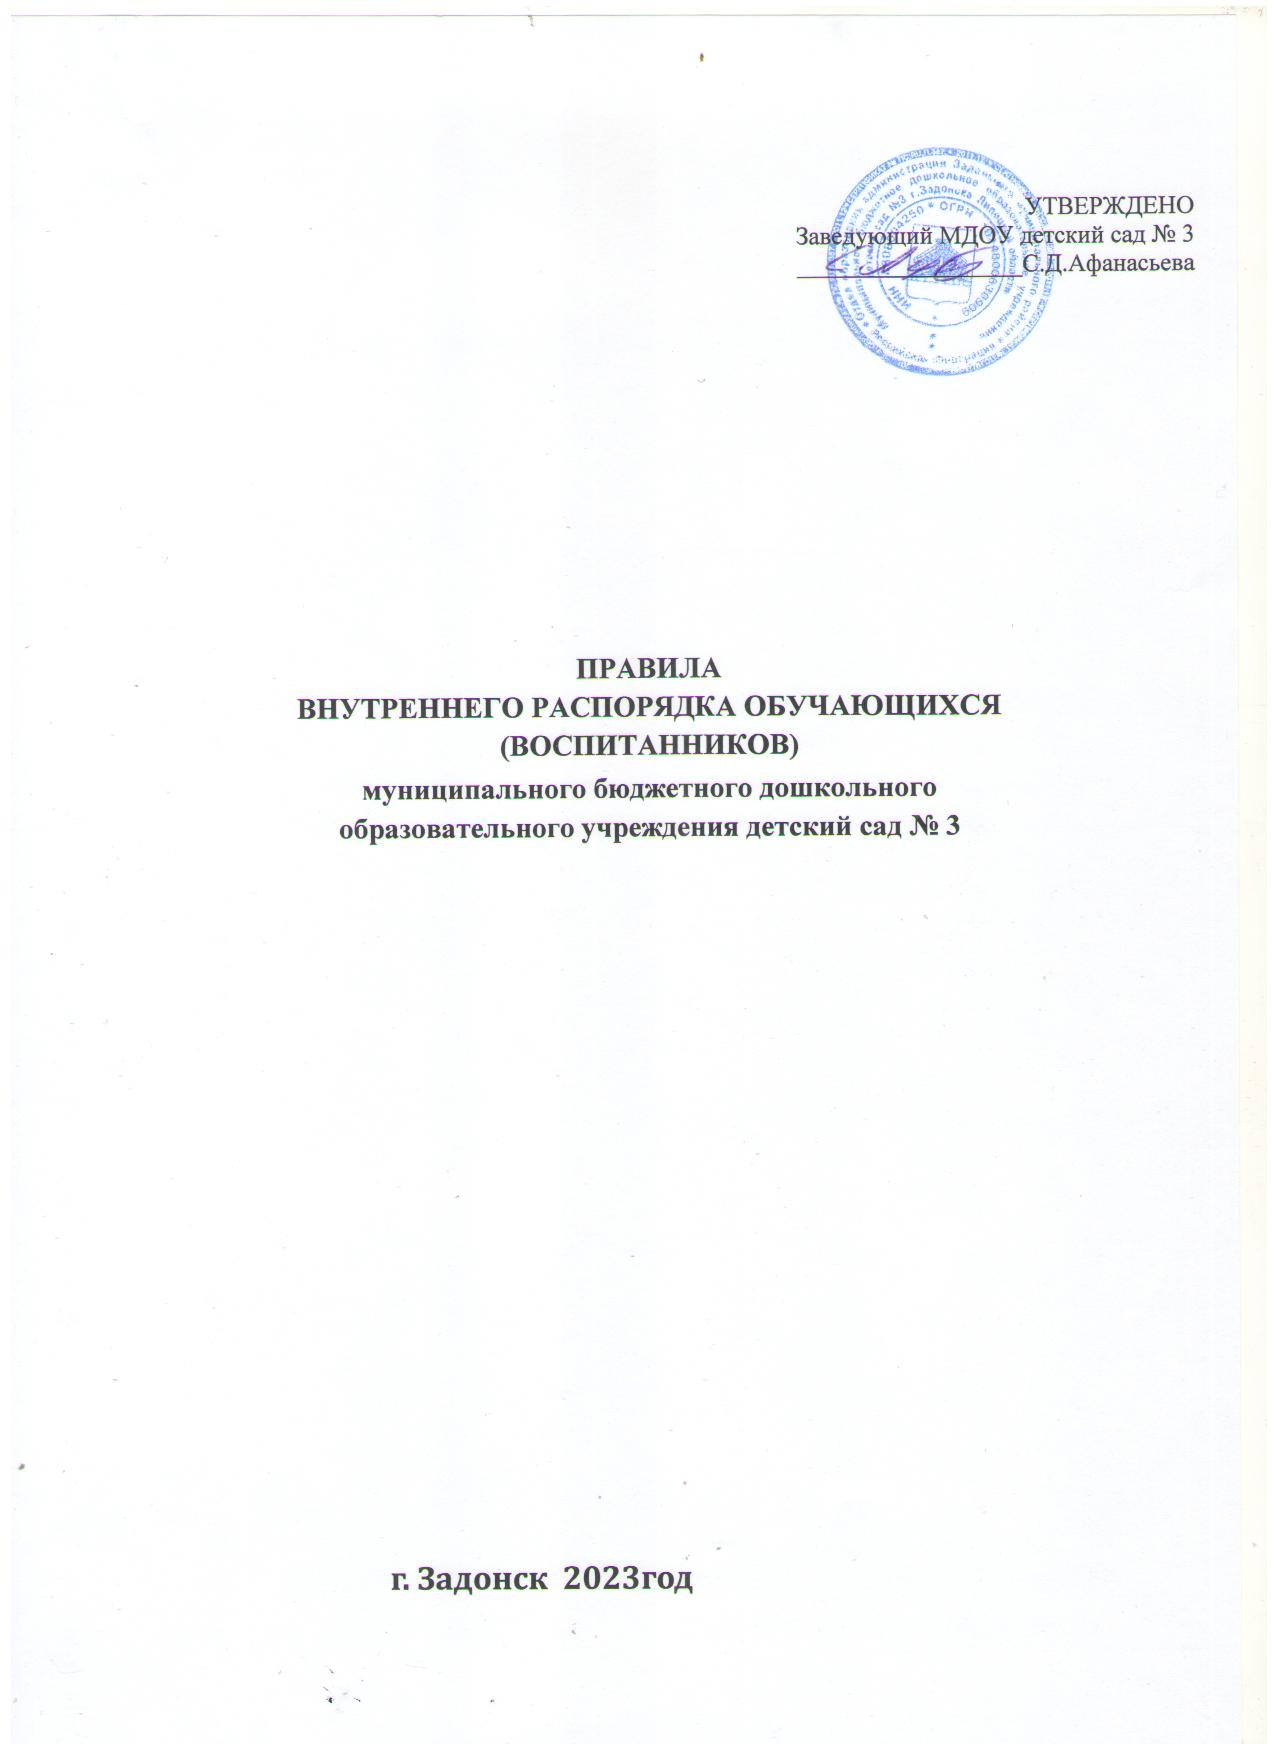 УТВЕРЖДЕНО
Заведующий МДОУ детский сад № 3
С.Д.Афанасьева
ПРАВИЛА
ВНУТРЕННЕГО РАСПОРЯДКА ОБУЧАЮЩИХСЯ
(ВОСПИТАННИКОВ)
муниципального бюджетного дошкольного
образовательного учреждения детский сад № 3
г. Задонск 2023год